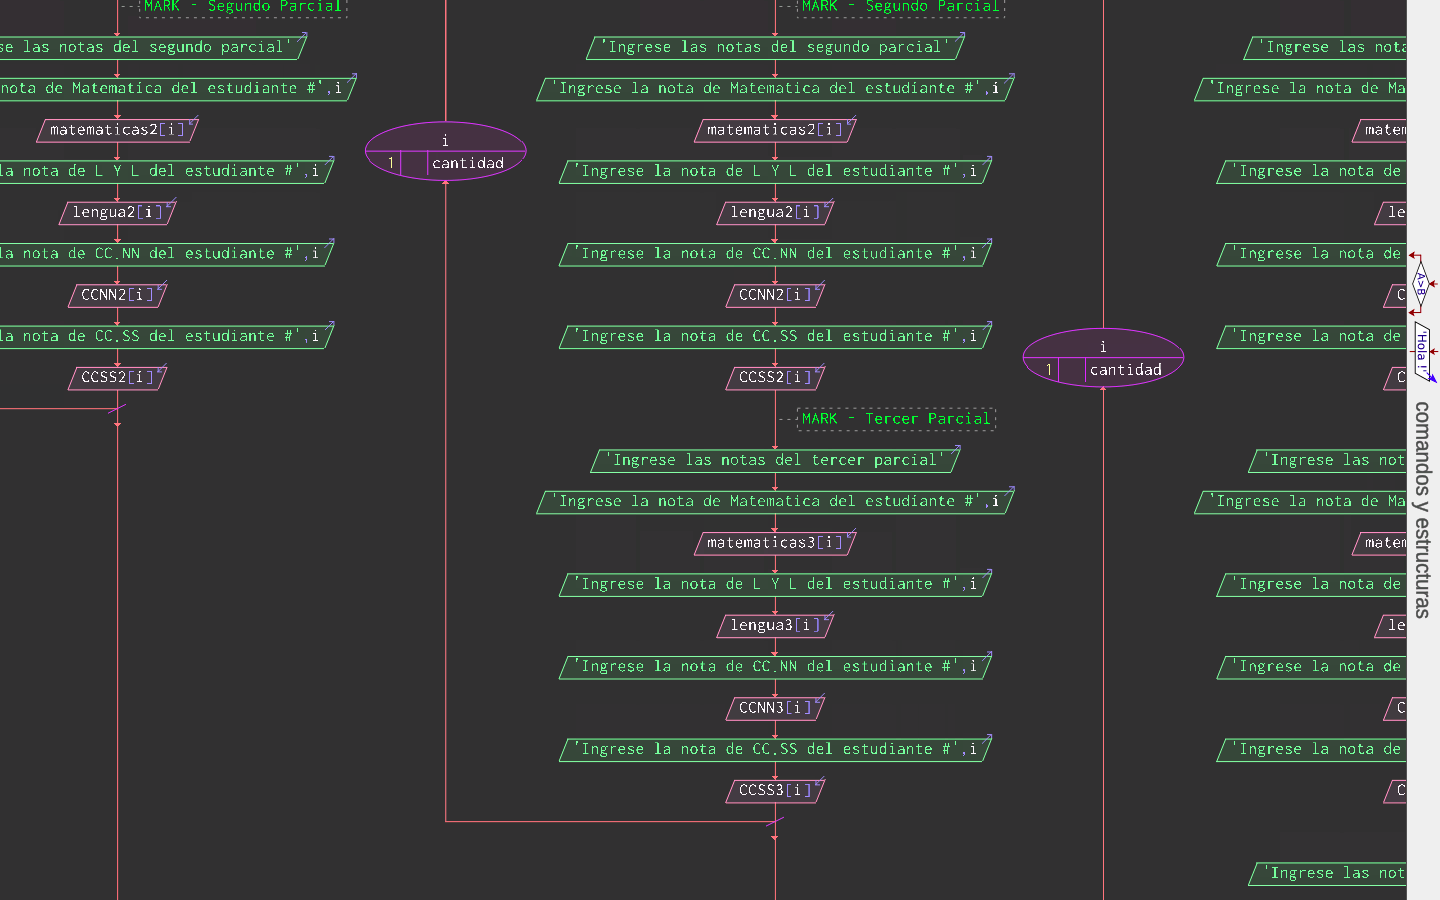 MARK - Segundo Parcial
se las notas del segundo parcial'
nota de Matematica del estudiante #',i
matematicas2[i]
la nota de L Y L del estudiante #',i
lengua2[i]
la nota de CC.NN del estudiante #',i
CCNN2[i]
la nota de CC.SS del estudiante #',i
CCSS2[i]
i
1 cantidad
MARK - Segundo Parcial
'Ingrese las notas del segundo parcial'
'Ingrese la nota de Matematica del estudiante #',i
matematicas2[i]
'Ingrese la nota de L Y L del estudiante #',i
lengua2[i]
'Ingrese la nota de CC.NN del estudiante #',i
CCNN2[i]
'Ingrese la nota de CC.SS del estudiante #',i
CCSS2[i]
MARK - Tercer Parcial
'Ingrese las notas del tercer parcial'
'Ingrese la nota de Matematica del estudiante #',i
matematicas3[i]
'Ingrese la nota de L Y L del estudiante #',i
lengua3[i]
'Ingrese la nota de CC.NN del estudiante #',i
CCNN3[i]
'Ingrese la nota de CC.SS del estudiante #',i
CCSS3[i]
i
1 cantidad
'Ingrese las nota
'Ingrese la nota de Ma
matem
'Ingrese la nota de
le
'Ingrese la nota de
C
'Ingrese la nota de
C
'Ingrese las not
'Ingrese la nota de Ma
matem
'Ingrese la nota de
le
'Ingrese la nota de
C
'Ingrese la nota de
C
'Ingrese las not
A>B
'Hola !'
comandos y estructuras